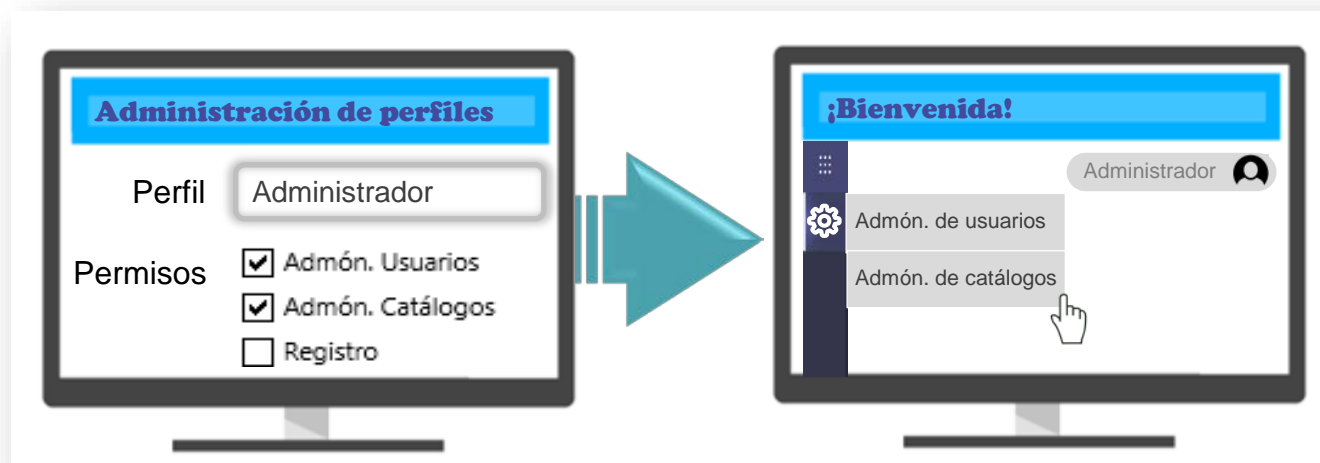 Administración de perfiles
Perfil
Administrador
Permisos
Admón. Usuarios
Admón. Catálogos
Registro
¡Bienvenida!
Administrador
Admón. de usuarios
Admón. de catálogos